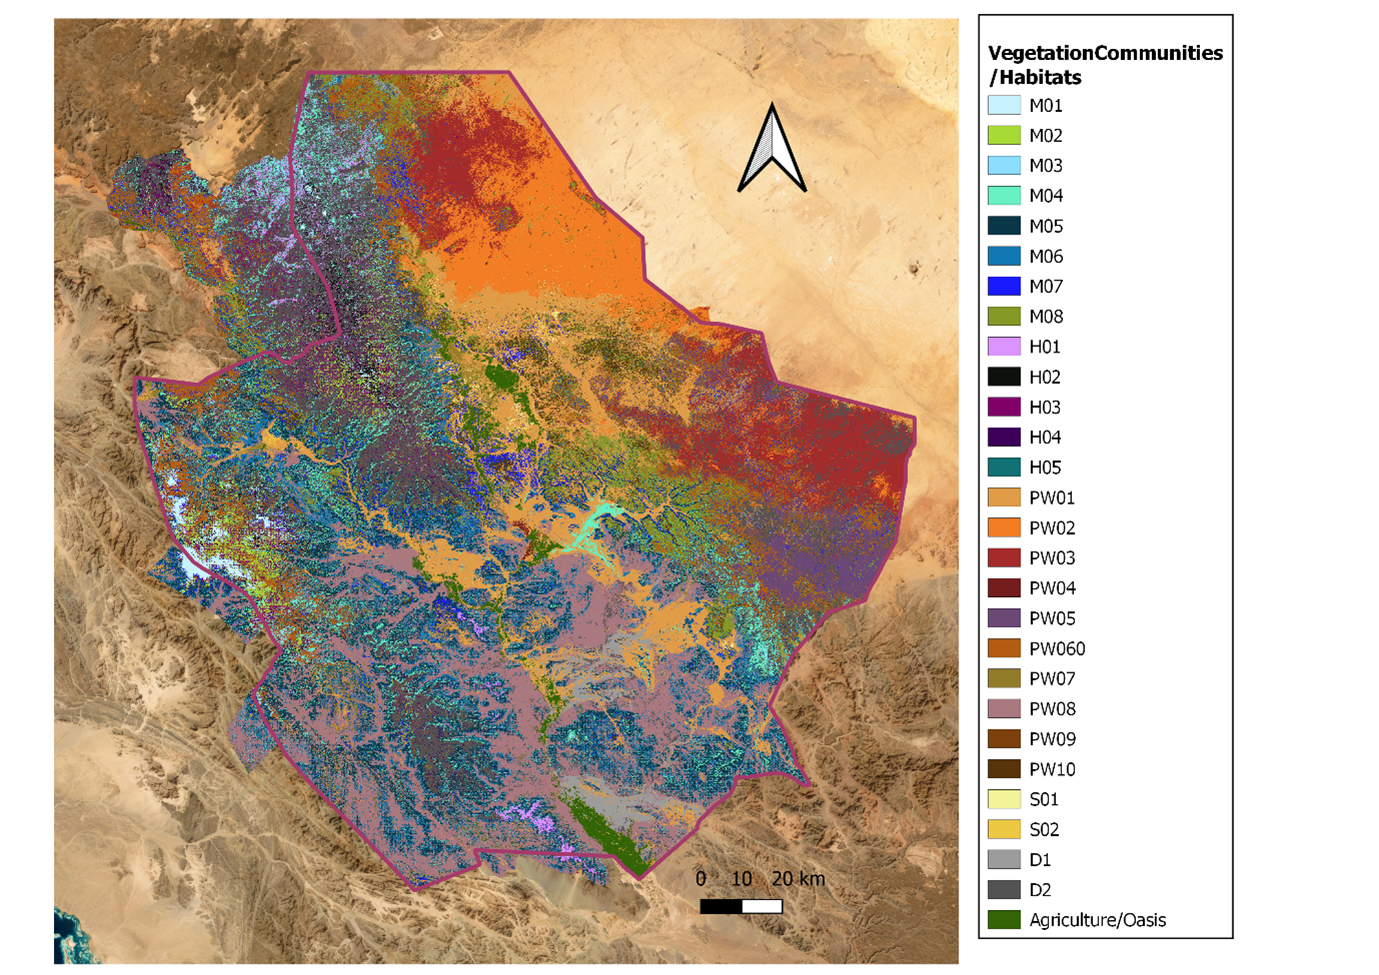 VegetationCommunities
/Habitats
M01
M02
M03
M04
M05
M06
M07
M08
H01
H02
H03
H04
H05
PW01
PW02
PW03
PW04
PW05
PW060
PW07
PW08
PW09
PW10
S01
S02
D1
D2
Agriculture/Oasis
0 10 20 km